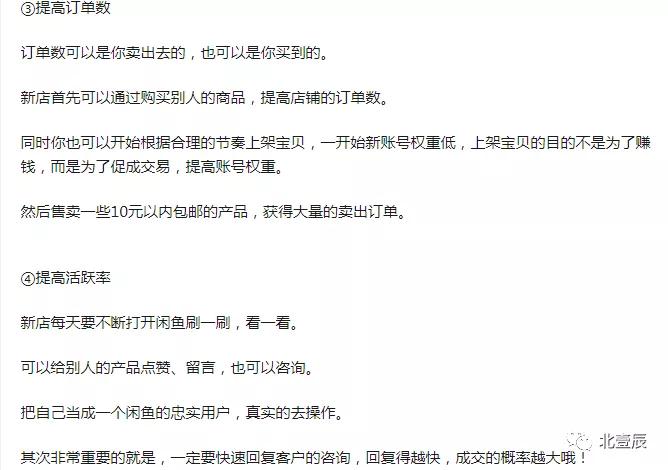 ③提高订单数
订单数可以是你卖出去的，也可以是你买到的。
新店首先可以通过购买别人的商品，提高店铺的订单数。
同时你也可以开始根据合理的节奏上架宝贝，一开始新账号权重低，上架宝贝的目的不是为了赚
钱，而是为了促成交易，提高账号权重。
然后售卖一些10元以内包邮的产品，获得大量的卖出订单。
④提高活跃率
新店每天要不断打开闲鱼刷一刷，看一看。
可以给别人的产品点赞、留言，也可以咨询。
把自己当成一个闲鱼的忠实用户，真实的去操作。
其次非常重要的就是，一定要快速回复客户的咨询，回复得越快，成交的概率越大哦！
北壹辰